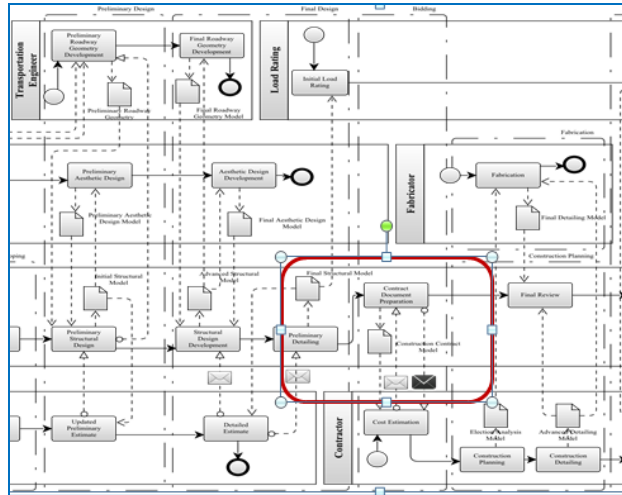 Preliminary Design
Final Design
Bidding
Transportation
Engineer
Preliminary
Roadway
Geometry
Development
Final Roadway
Geometry
Development
Load Rating
Initial Load
Rating
Preliminary Roadway
Geometry
Final Roadway
Geometry Model
Fabrication
Preliminary
Aesthetic Design
Aesthetic Design
Development
Fabricator
Fabrication
Preliminary Aesthetic
Design Model
Final Aesthetic Design
Model
Final Detailing Model
oping
Initial Structural
Model
Advanced
Structural Model
Final Structural Model
Construction Planning
Contract
Document
Preparation
Final Review
Preliminary
Structural
Design
Structural
Design
Development
Preliminary
Detailing
Construction Contract
Model
Updated
Preliminary
Estimate
Detailed
Estimate
Contractor
Cost Estimation
Election Analysis
Model
Advanced Detailing
Model
Construction
Planning
Construction
Detailing